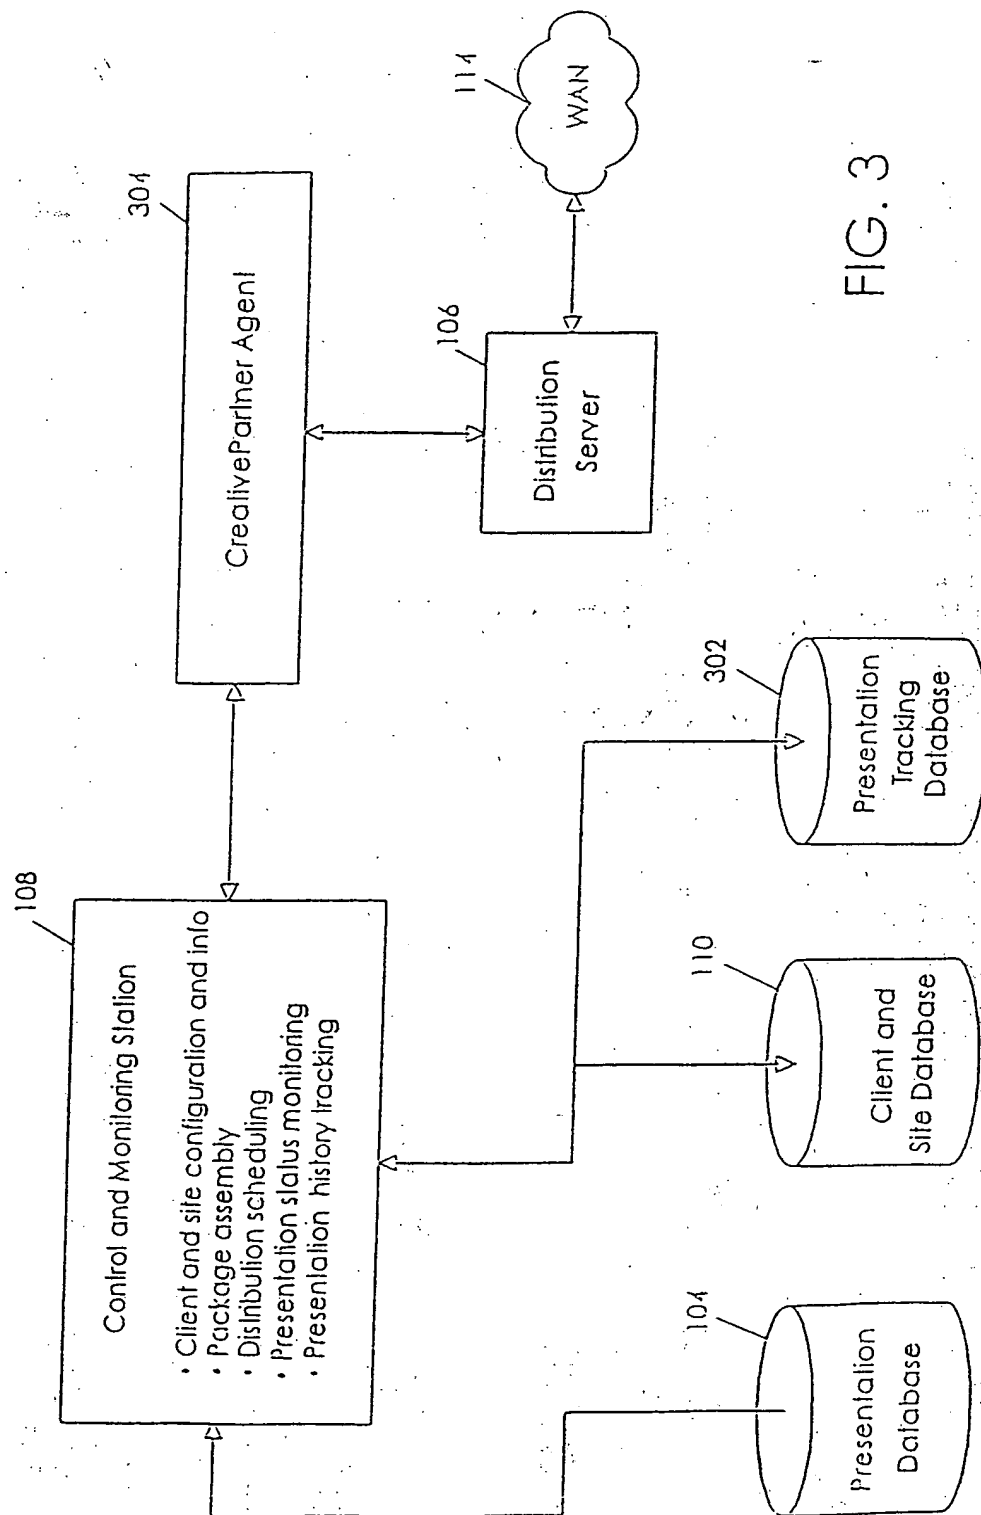 108
Control and Monitoring Station
• Client and site configuration and info
• Package assembly
• Distribution scheduling
• Presentation status monitoring
• Presentation history tracking
304
CreativePartner Agent
106
Distribution
Server
114
WAN
104
Presentation
Database
110
Client and
Site Database
302
Presentation
Tracking
Database
FIG. 3